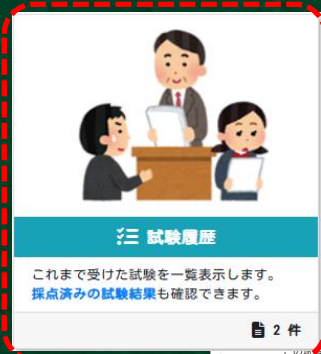 試験履歴
これまで受けた試験を一覧表示します。
採点済みの試験結果も確認できます。
2 件